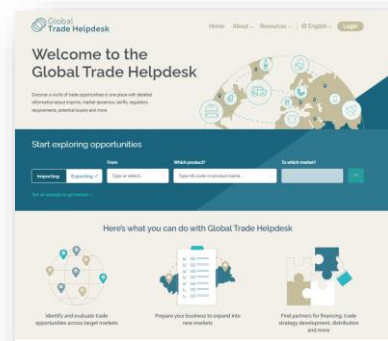 Global
Trade Helpdesk
Home About Resources English Login
Welcome to the
Global Trade Helpdesk
Discover a world of trade opportunities in one place with detailed
information about imports, market dynamics, tariffs, regulatory
requirements, potential buyers and more.
Start exploring opportunities
From Which product? To which market?
Importing Exporting Type or select... Type HS code or product name...
Here's what you can do with Global Trade Helpdesk
Identify and evaluate trade
opportunities across target markets
Prepare your business to expand into
new markets
Find partners for financing, trade
strategy development, distribution
and more